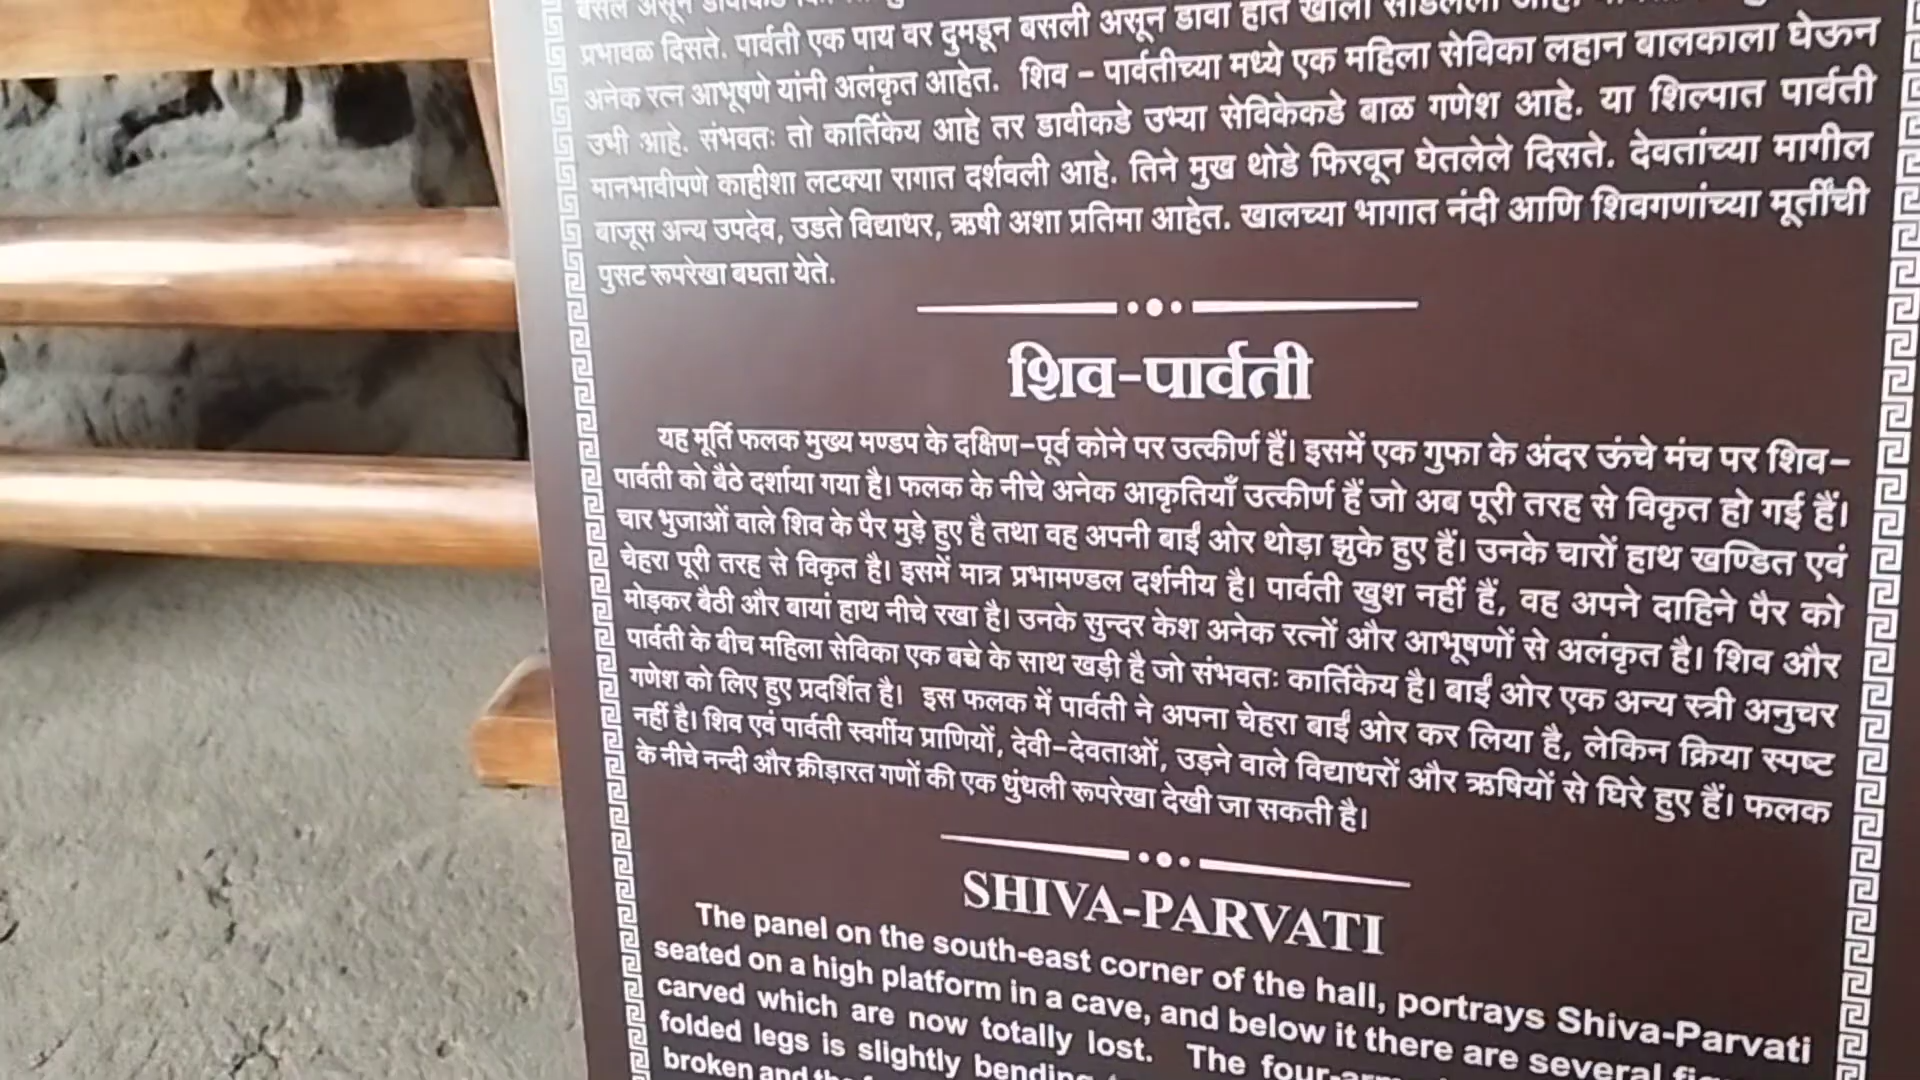 प्रभावळ दिसते. पार्वती एक पाय वर दुमडून बसली असून डावा हात खाली
अनेक रत्न आभूषणे यांनी अलंकृत आहेत. शिव - पार्वतीच्या मध्ये एक महिला सेविका लहान बालकाला घेऊन
उभी आहे. संभवतः तो कार्तिकेय आहे तर डावीकडे उभ्या सेविकेकडे बाळ गणेश आहे. या शिल्पात पार्वती
मानभावीपणे काहीशा लटक्या रागात दर्शवली आहे. तिने मुख थोडे फिरवून घेतलेले दिसते. देवतांच्या मागील
बाजूस अन्य उपदेव, उडते विद्याधर, ऋषी अशा प्रतिमा आहेत. खालच्या भागात नंदी आणि शिवगणांच्या मूर्तींची
पुसट रूपरेखा बघता येते.
शिव-पार्वती
यह मूर्ति फलक मुख्य मण्डप के दक्षिण-पूर्व कोने पर उत्कीर्ण हैं। इसमें एक गुफा के अंदर ऊंचे मंच पर शिव-
पार्वती को बैठे दर्शाया गया है। फलक के नीचे अनेक आकृतियाँ उत्कीर्ण हैं जो अब पूरी तरह से विकृत हो गई हैं।
चार भुजाओं वाले शिव के पैर मुड़े हुए है तथा वह अपनी बाईं ओर थोड़ा झुके हुए हैं। उनके चारों हाथ खण्डित एवं
चेहरा पूरी तरह से विकृत है। इसमें मात्र प्रभामण्डल दर्शनीय है। पार्वती खुश नहीं हैं, वह अपने दाहिने पैर को
मोड़कर बैठी और बायां हाथ नीचे रखा है। उनके सुन्दर केश अनेक रत्नों और आभूषणों से अलंकृत है। शिव और
पार्वती के बीच महिला सेविका एक बच्चे के साथ खड़ी है जो संभवतः कार्तिकेय है। बाईं ओर एक अन्य स्त्री अनुचर
गणेश को लिए हुए प्रदर्शित है। इस फलक में पार्वती ने अपना चेहरा बाईं ओर कर लिया है, लेकिन क्रिया स्पष्ट
नहीं है। शिव एवं पार्वती स्वर्गीय प्राणियों, देवी-देवताओं, उड़ने वाले विद्याधरों और ऋषियों से घिरे हुए हैं। फलक
के नीचे नन्दी और क्रीड़ारत गणों की एक धुंधली रूपरेखा देखी जा सकती है।
SHIVA-PARVATI
The panel on the south-east corner of the hall, portrays Shiva-Parvati
seated on a high platform in a cave, and below it there are several
carved which are now totally lost. The
folded legs is slightly bending
broken and